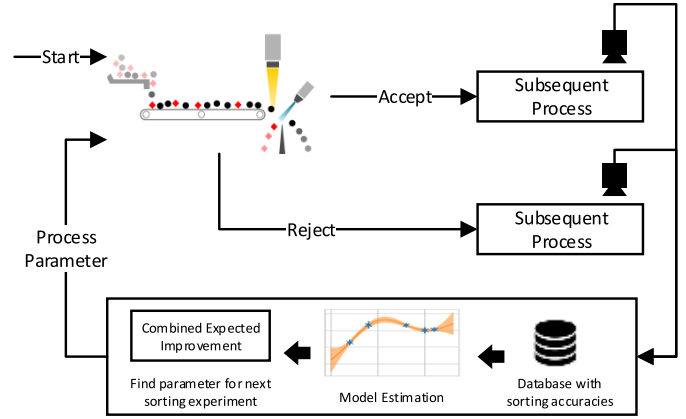 Start
Accept
Subsequent
Process
Reject
Subsequent
Process
Process
Parameter
Combined Expected
Improvement
Find parameter for next
sorting experiment
Model Estimation
Database with
sorting accuracies